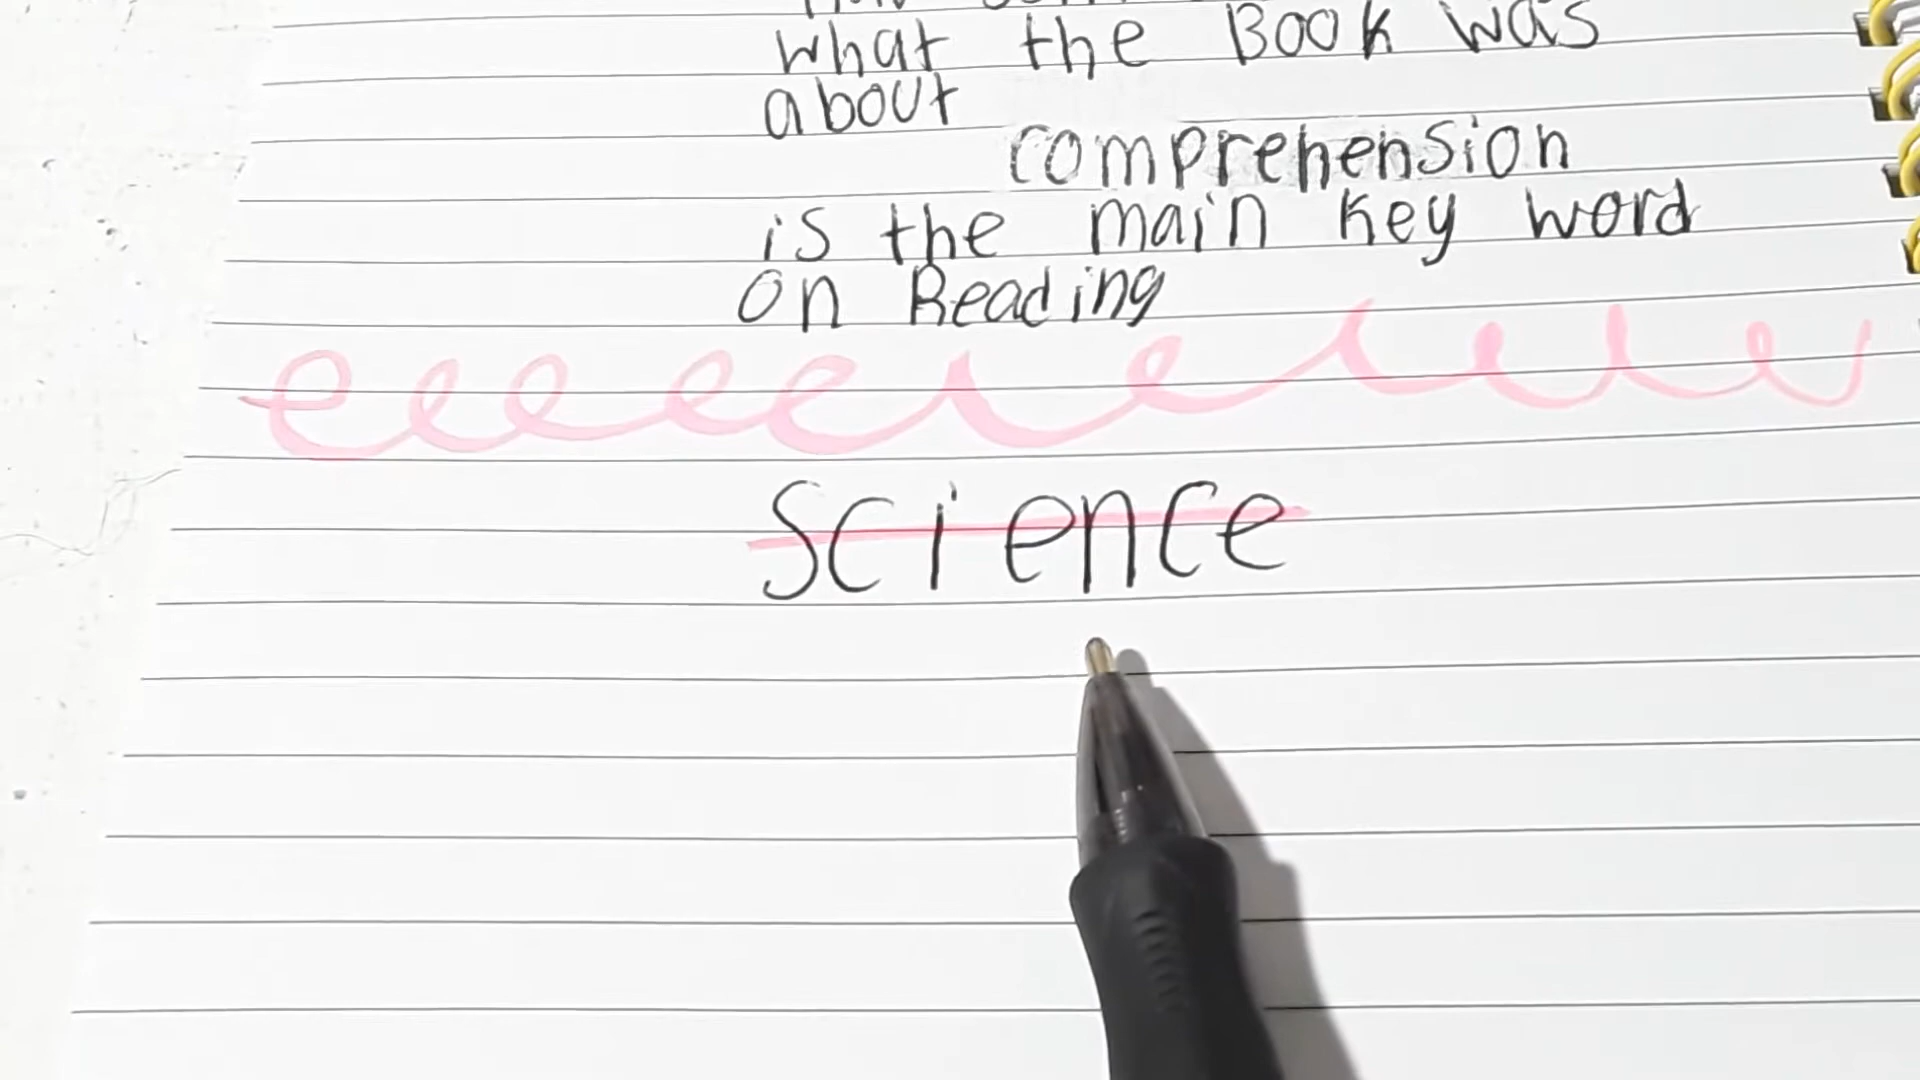 what the Book was
about
comprehension
is the main key word
on Reading
Science